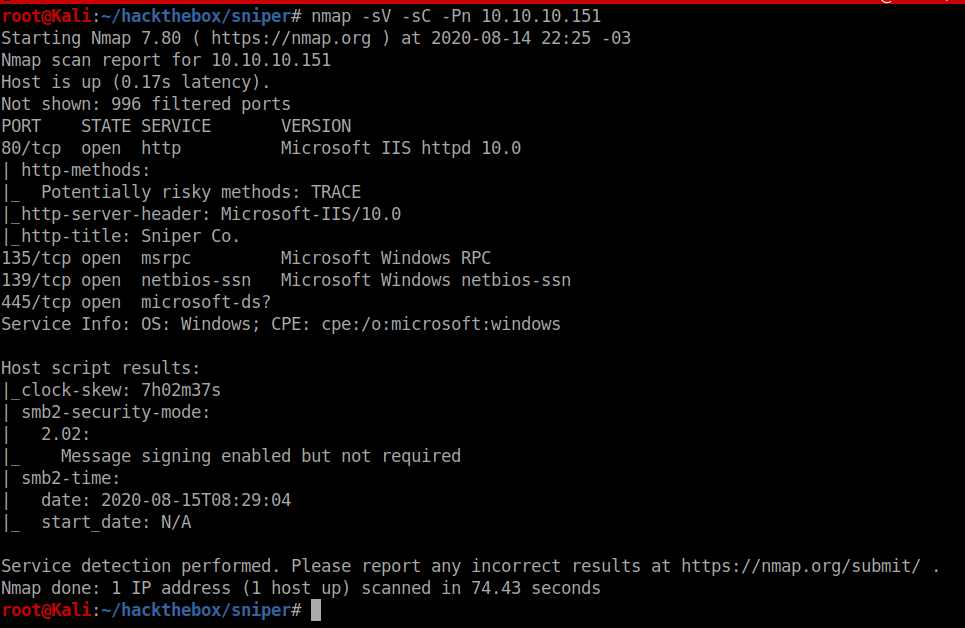 root@Kali:~/hackthebox/sniper# nmap -sV -sC -Pn 10.10.10.151
Starting Nmap 7.80 ( https://nmap.org ) at 2020-08-14 22:25 -03
Nmap scan report for 10.10.10.151
Host is up (0.17s latency).
Not shown: 996 filtered ports
PORT    STATE SERVICE       VERSION
80/tcp  open  http          Microsoft IIS httpd 10.0
| http-methods:
|_  Potentially risky methods: TRACE
|_http-server-header: Microsoft-IIS/10.0
|_http-title: Sniper Co.
135/tcp open  msrpc         Microsoft Windows RPC
139/tcp open  netbios-ssn   Microsoft Windows netbios-ssn
445/tcp open  microsoft-ds?
Service Info: OS: Windows; CPE: cpe:/o:microsoft:windows

Host script results:
|_clock-skew: 7h02m37s
| smb2-security-mode:
|   2.02:
|_    Message signing enabled but not required
| smb2-time:
|   date: 2020-08-15T08:29:04
|_  start_date: N/A

Service detection performed. Please report any incorrect results at https://nmap.org/submit/ .
Nmap done: 1 IP address (1 host up) scanned in 74.43 seconds
root@Kali:~/hackthebox/sniper#